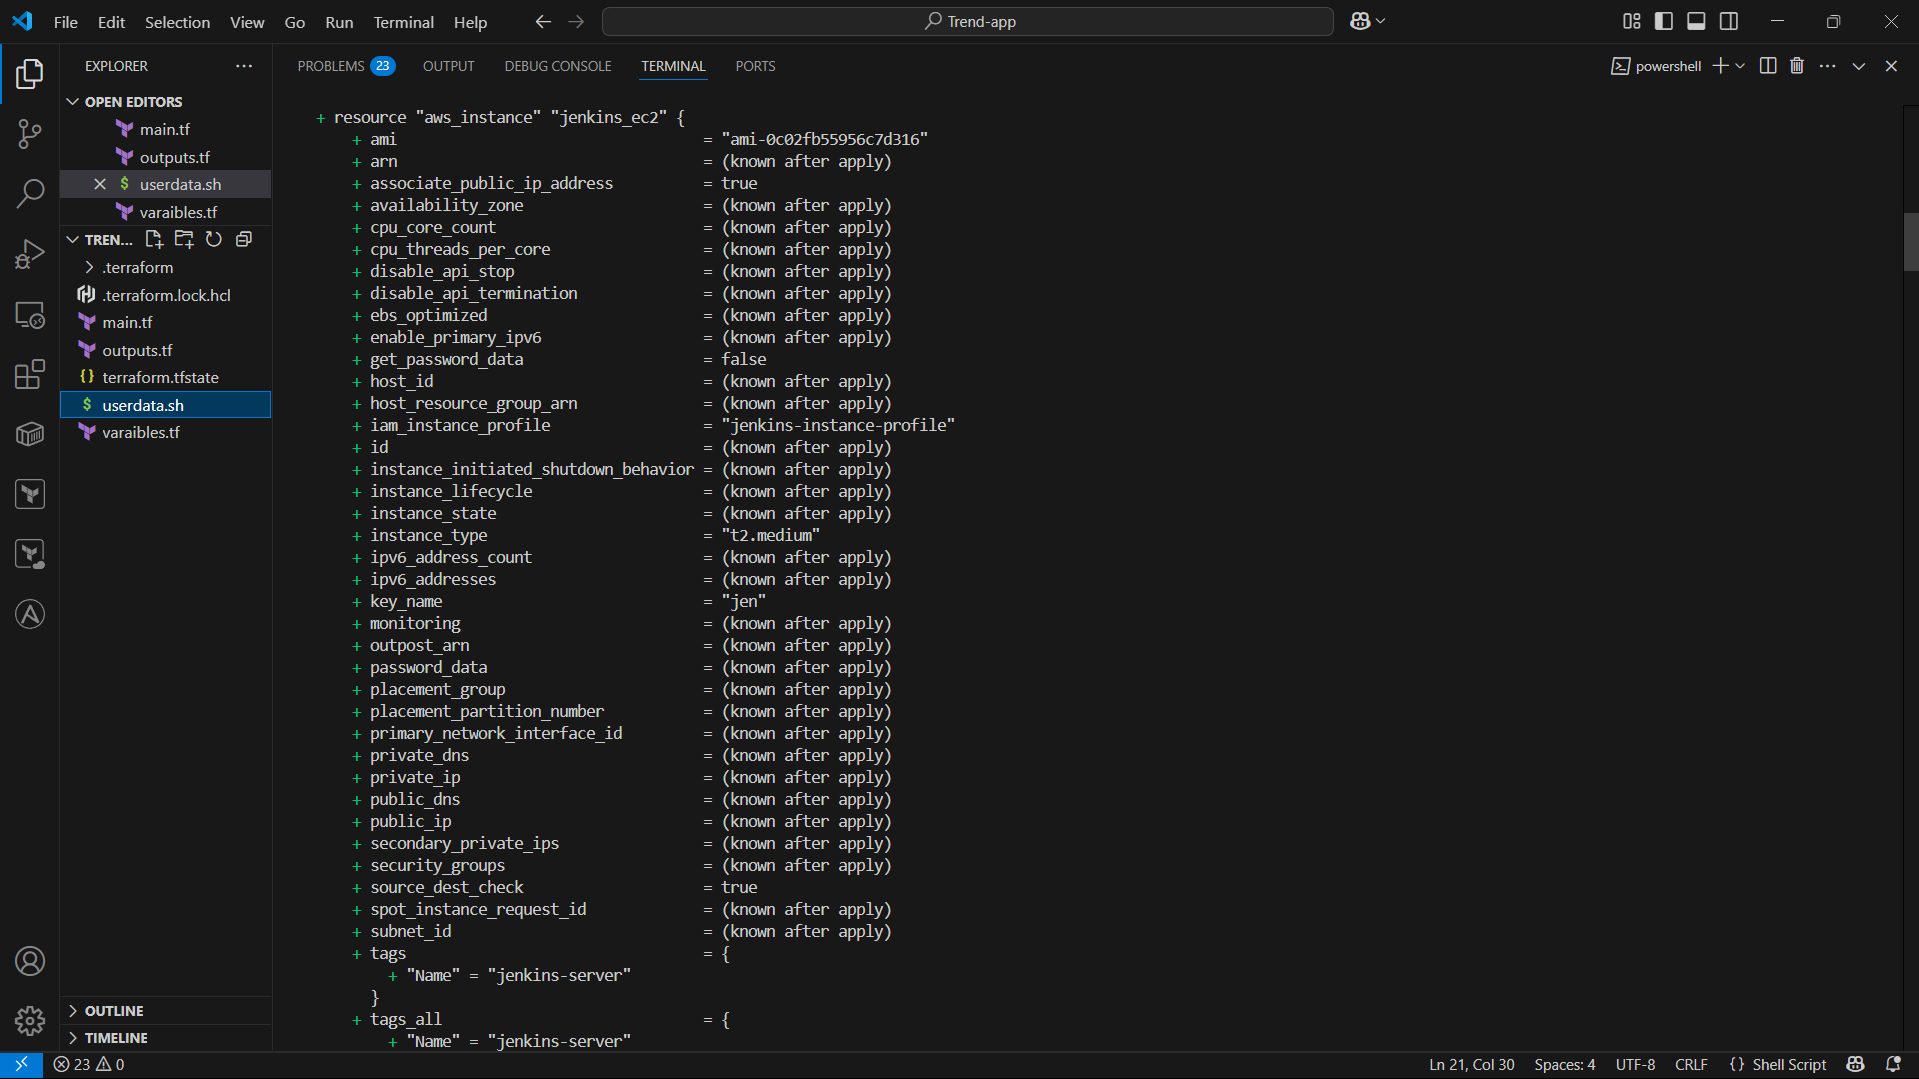 File Edit Selection View Go Run Terminal Help
Trend-app
EXPLORER
OPEN EDITORS
main.tf
outputs.tf
$ userdata.sh
varaibles.tf
TREN...
.terraform
.terraform.lock.hcl
main.tf
outputs.tf
{} terraform.tfstate
$ userdata.sh
varaibles.tf
OUTLINE
TIMELINE
PROBLEMS 23 OUTPUT DEBUG CONSOLE TERMINAL PORTS
powershell
+ resource "aws_instance" "jenkins_ec2" {
+ ami = "ami-0c02fb55956c7d316"
+ arn = (known after apply)
+ associate_public_ip_address = true
+ availability_zone = (known after apply)
+ cpu_core_count = (known after apply)
+ cpu_threads_per_core = (known after apply)
+ disable_api_stop = (known after apply)
+ disable_api_termination = (known after apply)
+ ebs_optimized = (known after apply)
+ enable_primary_ipv6 = (known after apply)
+ get_password_data = false
+ host_id = (known after apply)
+ host_resource_group_arn = (known after apply)
+ iam_instance_profile = "jenkins-instance-profile"
+ id = (known after apply)
+ instance_initiated_shutdown_behavior = (known after apply)
+ instance_lifecycle = (known after apply)
+ instance_state = (known after apply)
+ instance_type = "t2.medium"
+ ipv6_address_count = (known after apply)
+ ipv6_addresses = (known after apply)
+ key_name = "jen"
+ monitoring = (known after apply)
+ outpost_arn = (known after apply)
+ password_data = (known after apply)
+ placement_group = (known after apply)
+ placement_partition_number = (known after apply)
+ primary_network_interface_id = (known after apply)
+ private_dns = (known after apply)
+ private_ip = (known after apply)
+ public_dns = (known after apply)
+ public_ip = (known after apply)
+ secondary_private_ips = (known after apply)
+ security_groups = (known after apply)
+ source_dest_check = true
+ spot_instance_request_id = (known after apply)
+ subnet_id = (known after apply)
+ tags = {
+ "Name" = "jenkins-server"
}
+ tags_all = {
+ "Name" = "jenkins-server"
23 0
Ln 21, Col 30 Spaces: 4 UTF-8 CRLF {} Shell Script